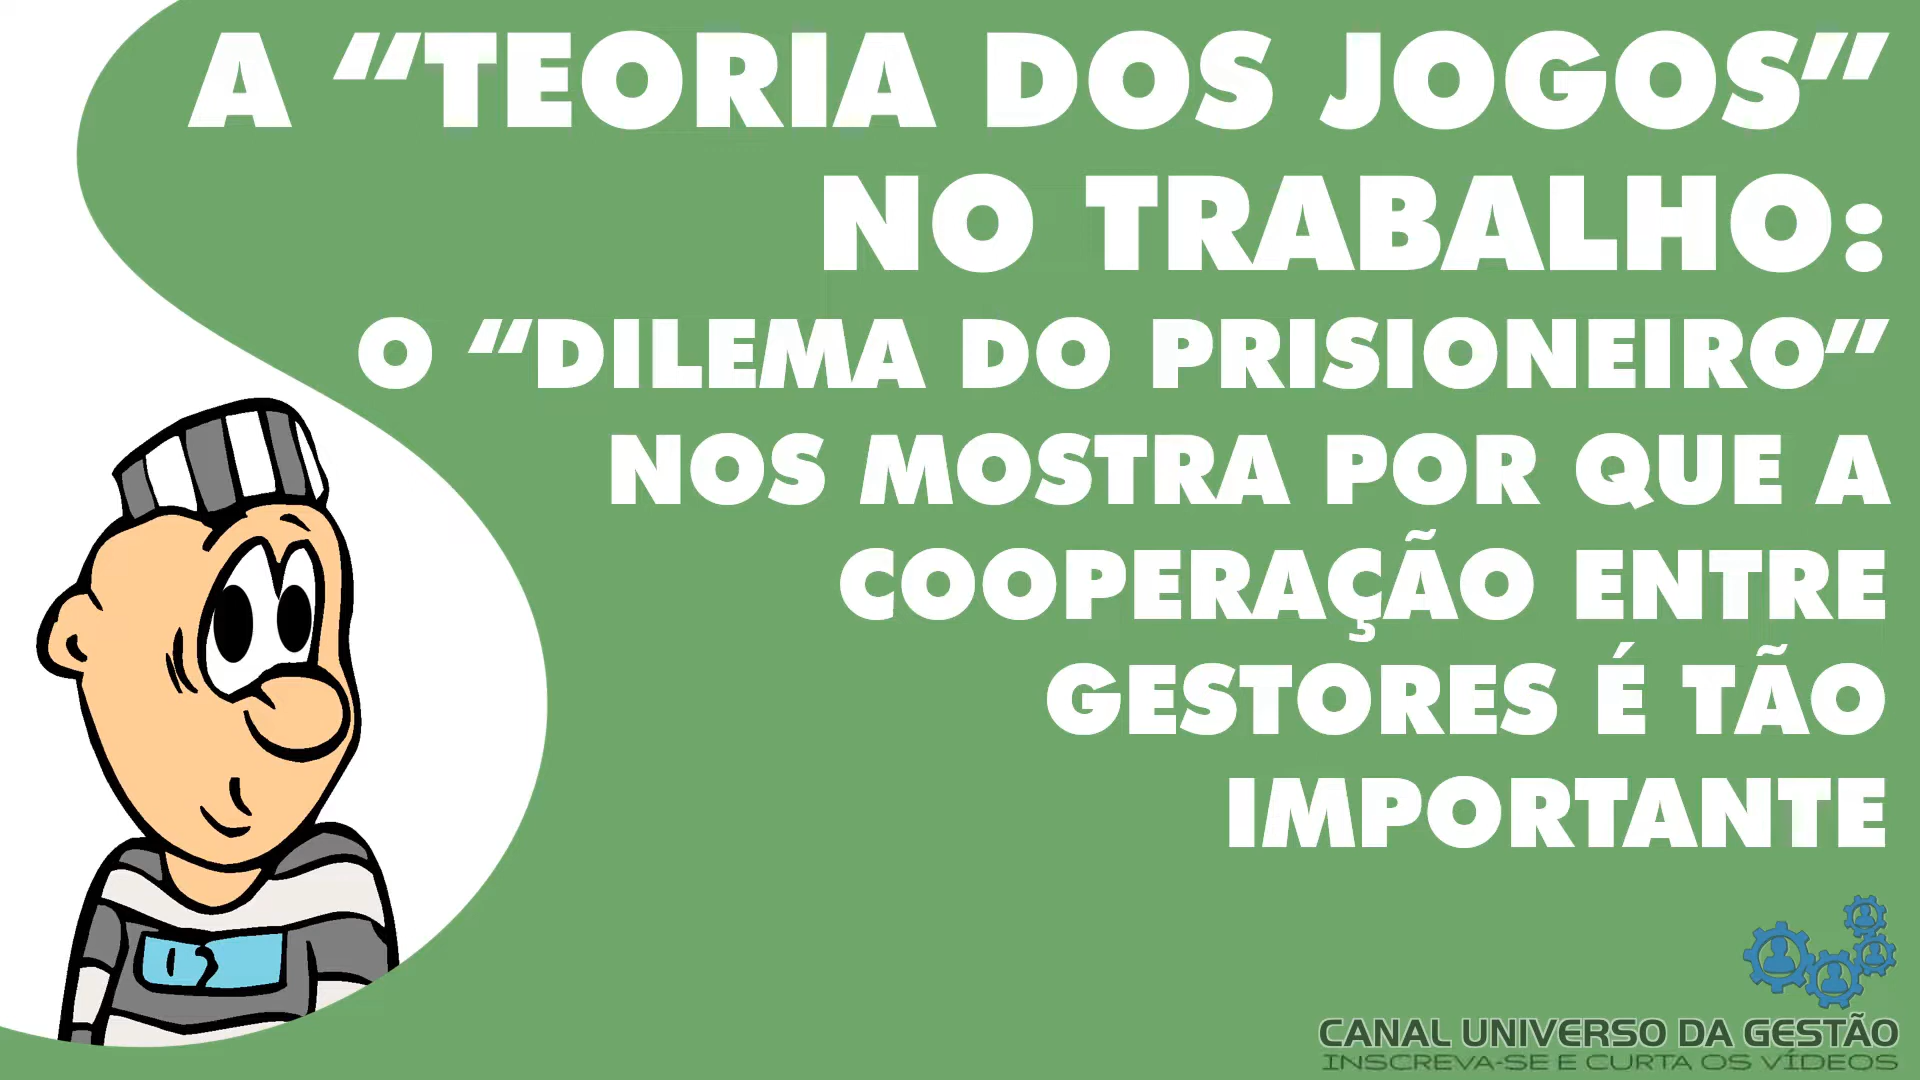 A “TEORIA DOS JOGOS”
NO TRABALHO:
O “DILEMA DO PRISIONEIRO”
NOS MOSTRA POR QUE A
COOPERAÇÃO ENTRE
GESTORES É TÃO
IMPORTANTE
CANAL UNIVERSO DA GESTÃO
INSCREVA-SE E CURTA OS VÍDEOS